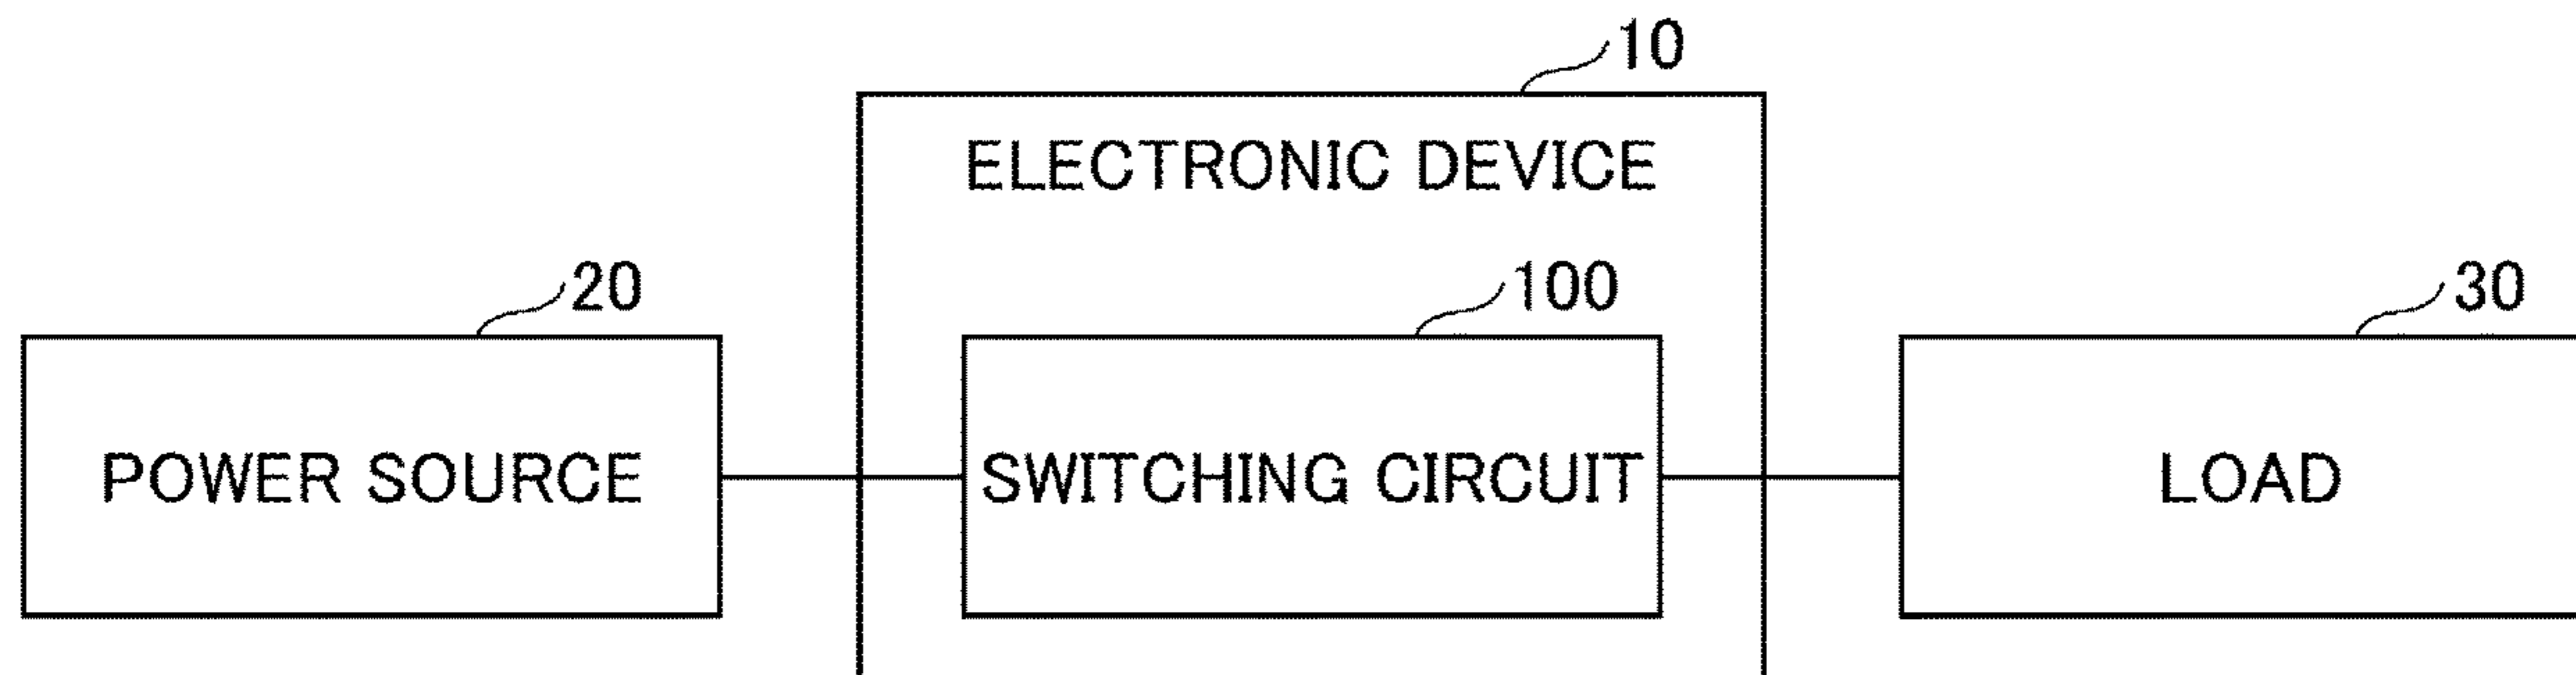 10
ELECTRONIC DEVICE
20
100
30
POWER SOURCE
SWITCHING CIRCUIT
LOAD